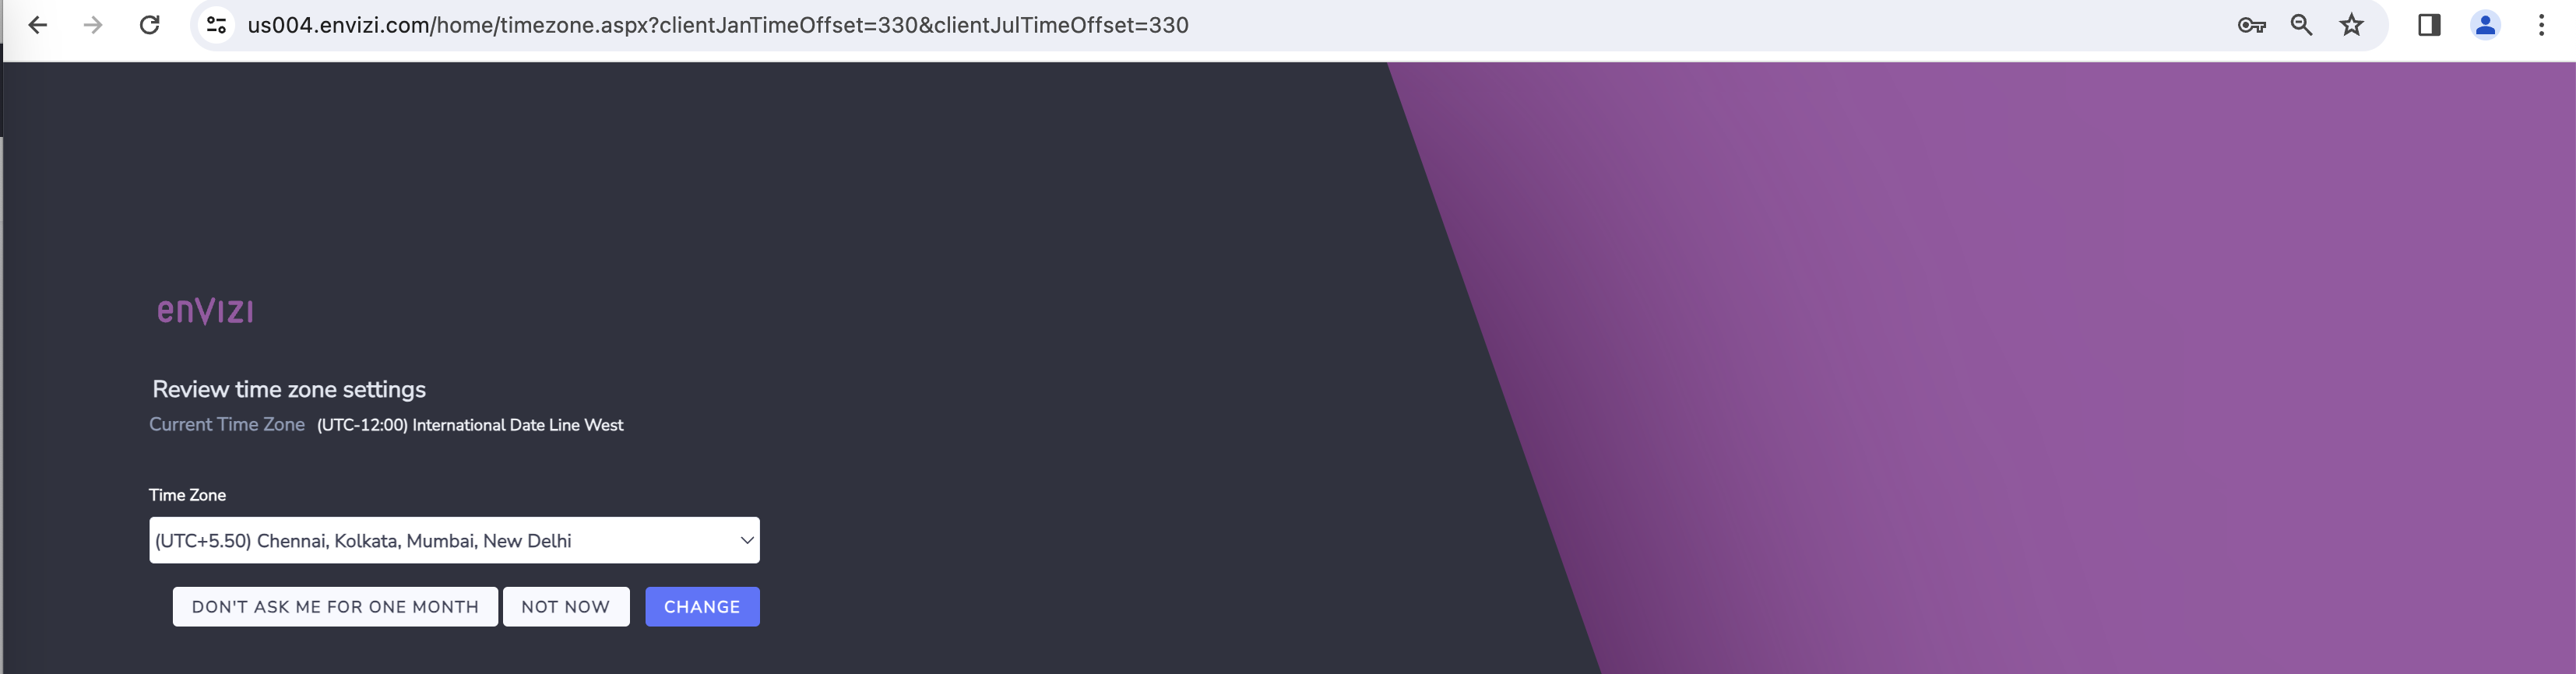 us004.envizi.com/home/timezone.aspx?clientJanTimeOffset=330&clientJulTimeOffset=330
enVizi
Review time zone settings
Current Time Zone (UTC-12:00) International Date Line West
Time Zone
(UTC+5.50) Chennai, Kolkata, Mumbai, New Delhi
DON'T ASK ME FOR ONE MONTH NOT NOW CHANGE